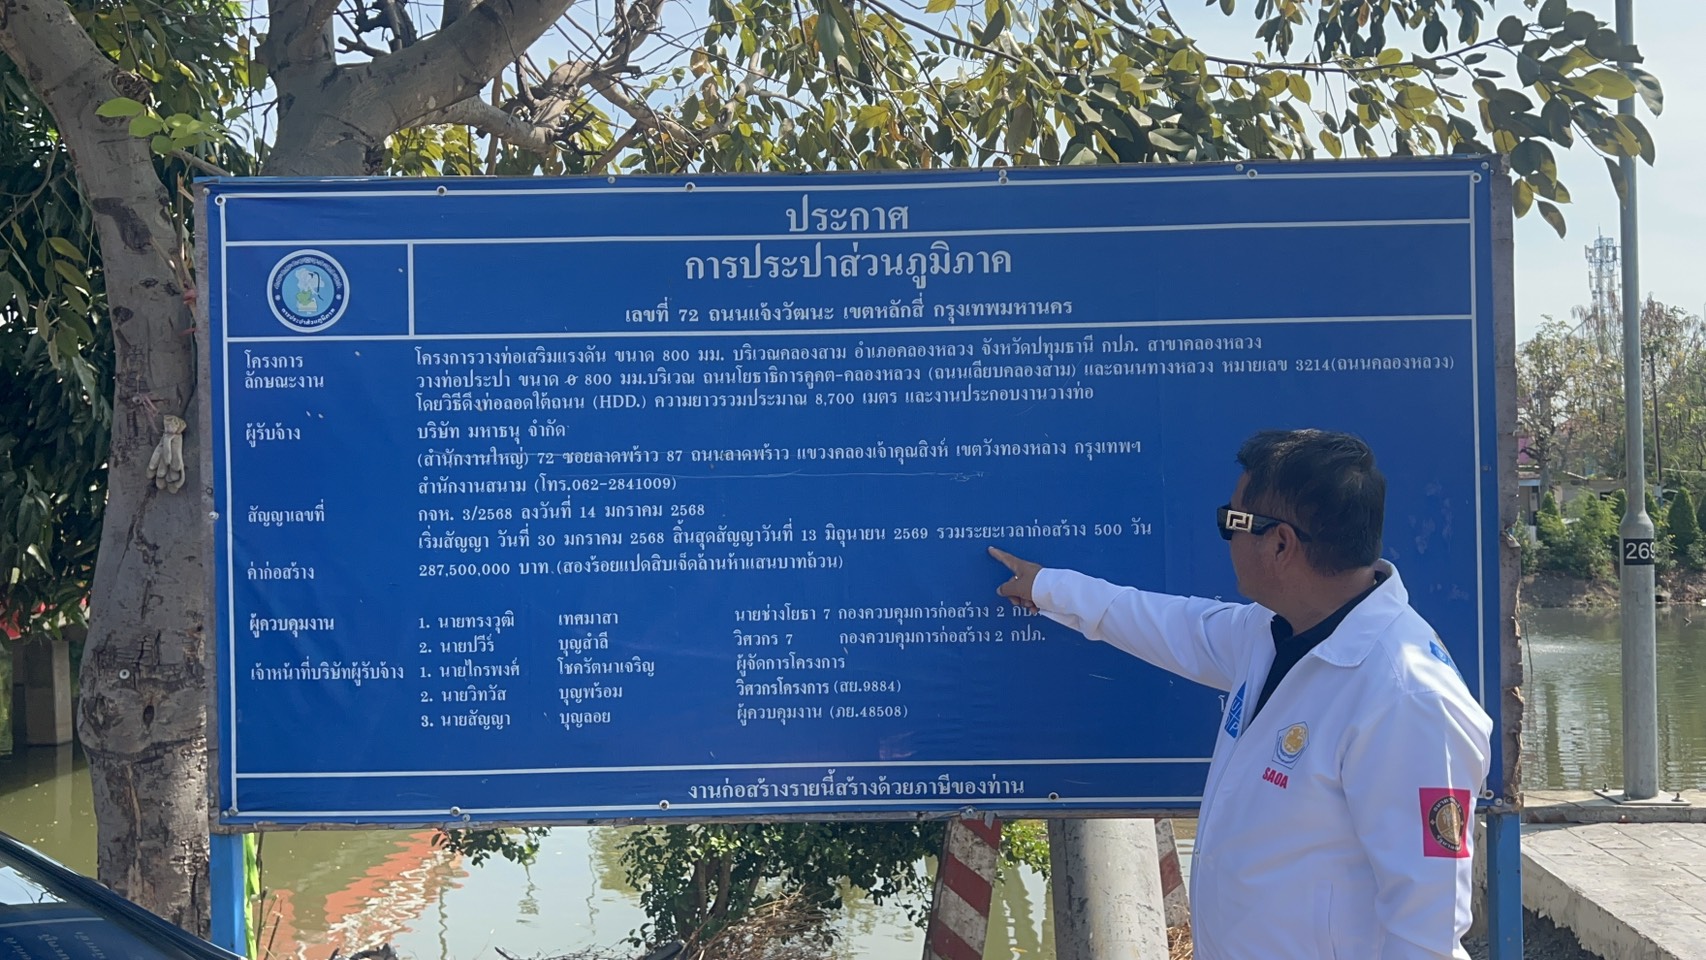 ประกาศ
การประปาส่วนภูมิภาค
เลขที่ 72 ถนนแจ้งวัฒนะ เขตหลักสี่ กรุงเทพมหานคร
โครงการ โครงการวางท่อเสริมแรงดัน ขนาด 800 มม. บริเวณคลองสาม อำเภอคลองหลวง จังหวัดปทุมธานี กปภ. สาขาคลองหลวง
ลักษณะงาน วางท่อประปา ขนาด ø 800 มม.บริเวณ ถนนโยธาธิการคูคต-คลองหลวง (ถนนเลียบคลองสาม) และถนนทางหลวง หมายเลข 3214(ถนนคลองหลวง)
โดยวิธีดึงท่อลอดใต้ถนน (HDD.) ความยาวรวมประมาณ 8,700 เมตร และงานประกอบงานวางท่อ
ผู้รับจ้าง บริษัท มหาธนุ จำกัด
(สำนักงานใหญ่) 72 ซอยลาดพร้าว 87 ถนนลาดพร้าว แขวงคลองเจ้าคุณสิงห์ เขตวังทองหลาง กรุงเทพฯ
สำนักงานสนาม (โทร.062-2841009)
สัญญาเลขที่ กจห. 3/2568 ลงวันที่ 14 มกราคม 2568
เริ่มสัญญา วันที่ 30 มกราคม 2568 สิ้นสุดสัญญาวันที่ 13 มิถุนายน 2569 รวมระยะเวลาก่อสร้าง 500 วัน
ค่าก่อสร้าง 287,500,000 บาท (สองร้อยแปดสิบเจ็ดล้านห้าแสนบาทถ้วน)
ผู้ควบคุมงาน 1. นายทรงวุฒิ เทศมาสา นายช่างโยธา 7 กองควบคุมการก่อสร้าง 2 กปภ.
2. นายปวีร์ บุญสำลี วิศวกร 7 กองควบคุมการก่อสร้าง 2 กปภ.
เจ้าหน้าที่บริษัทผู้รับจ้าง 1. นายไกรพงศ์ โชครัตนาเจริญ ผู้จัดการโครงการ
2. นายวิทวัส บุญพร้อม วิศวกรโครงการ (สย.9884)
3. นายสัญญา บุญลอย ผู้ควบคุมงาน (ภย.48508)
งานก่อสร้างรายนี้สร้างด้วยภาษีของท่าน
SAOA
269